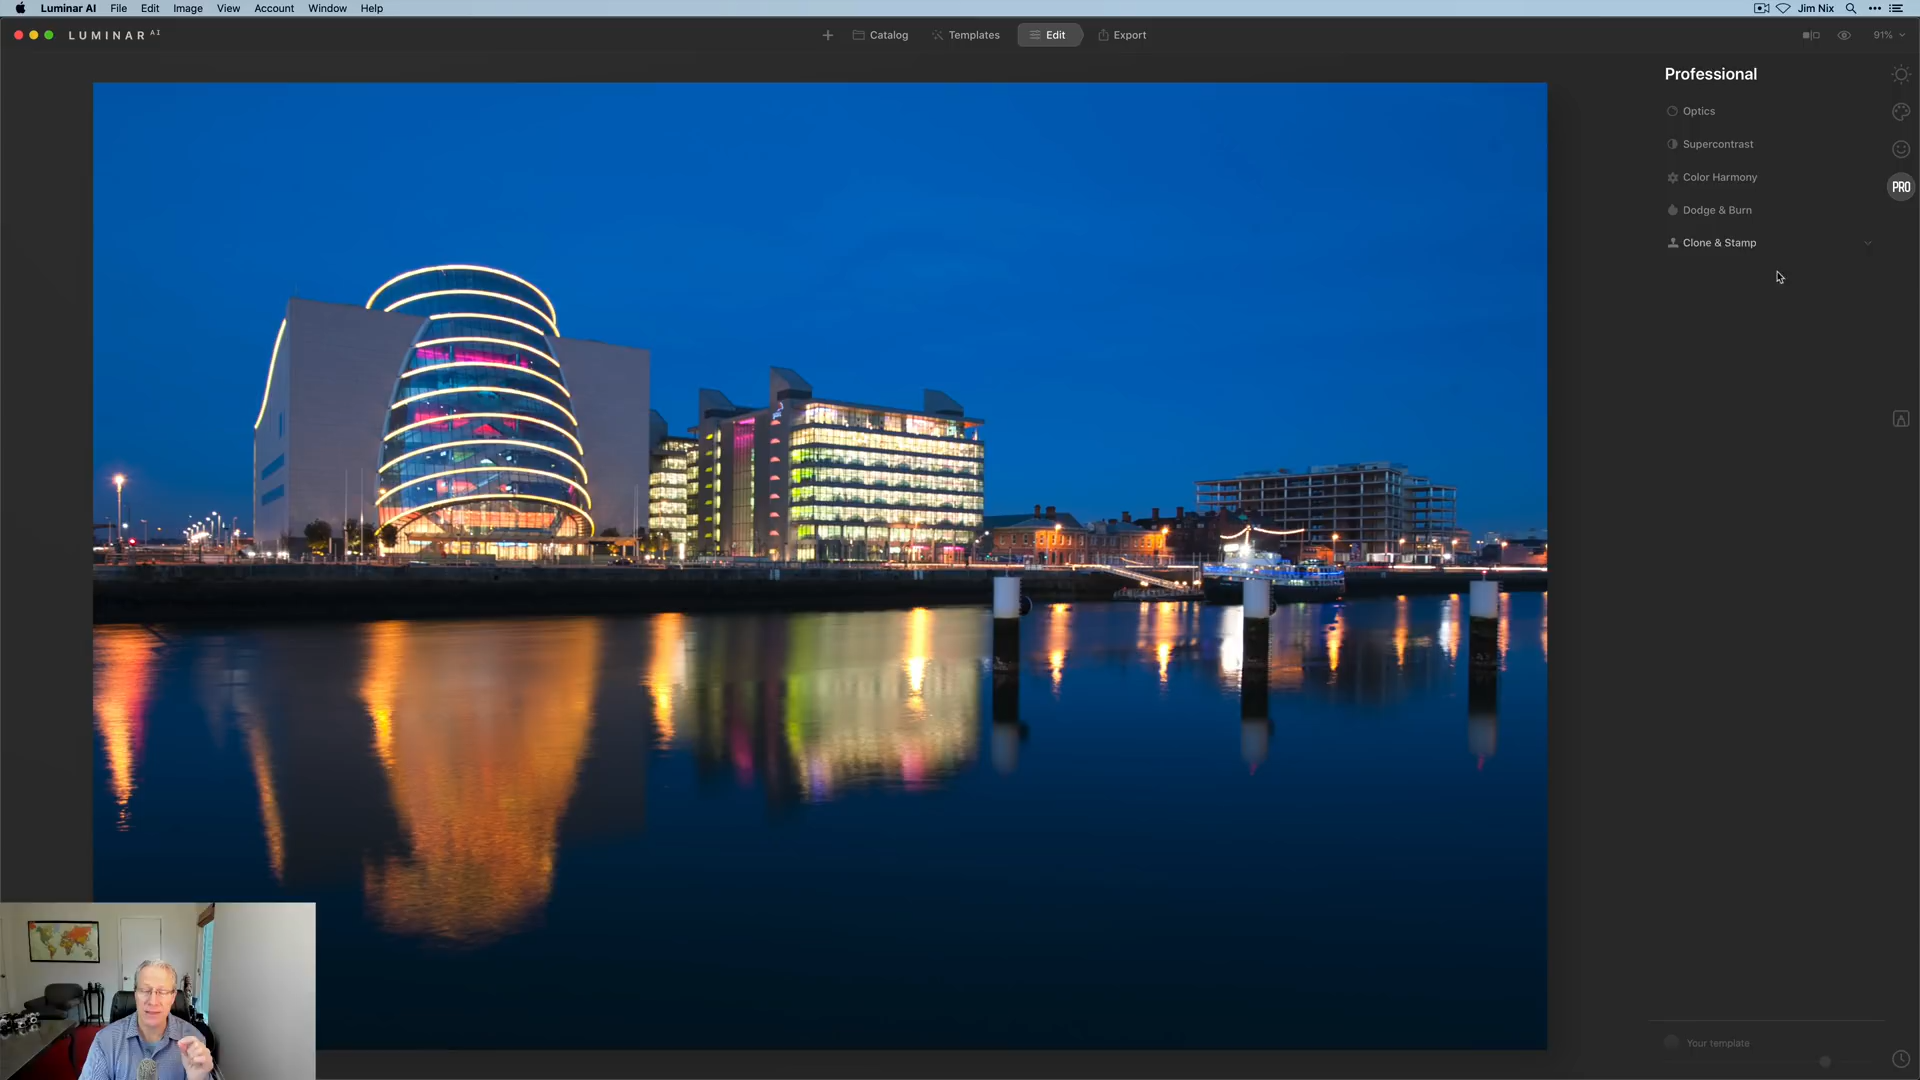 Luminar AI File Edit Image View Account Window Help Jim Nix
LUMINAR AI + Catalog Templates Edit Export 91%
Professional
Optics
Supercontrast
PRO
Color Harmony
Dodge & Burn
Clone & Stamp
Your template